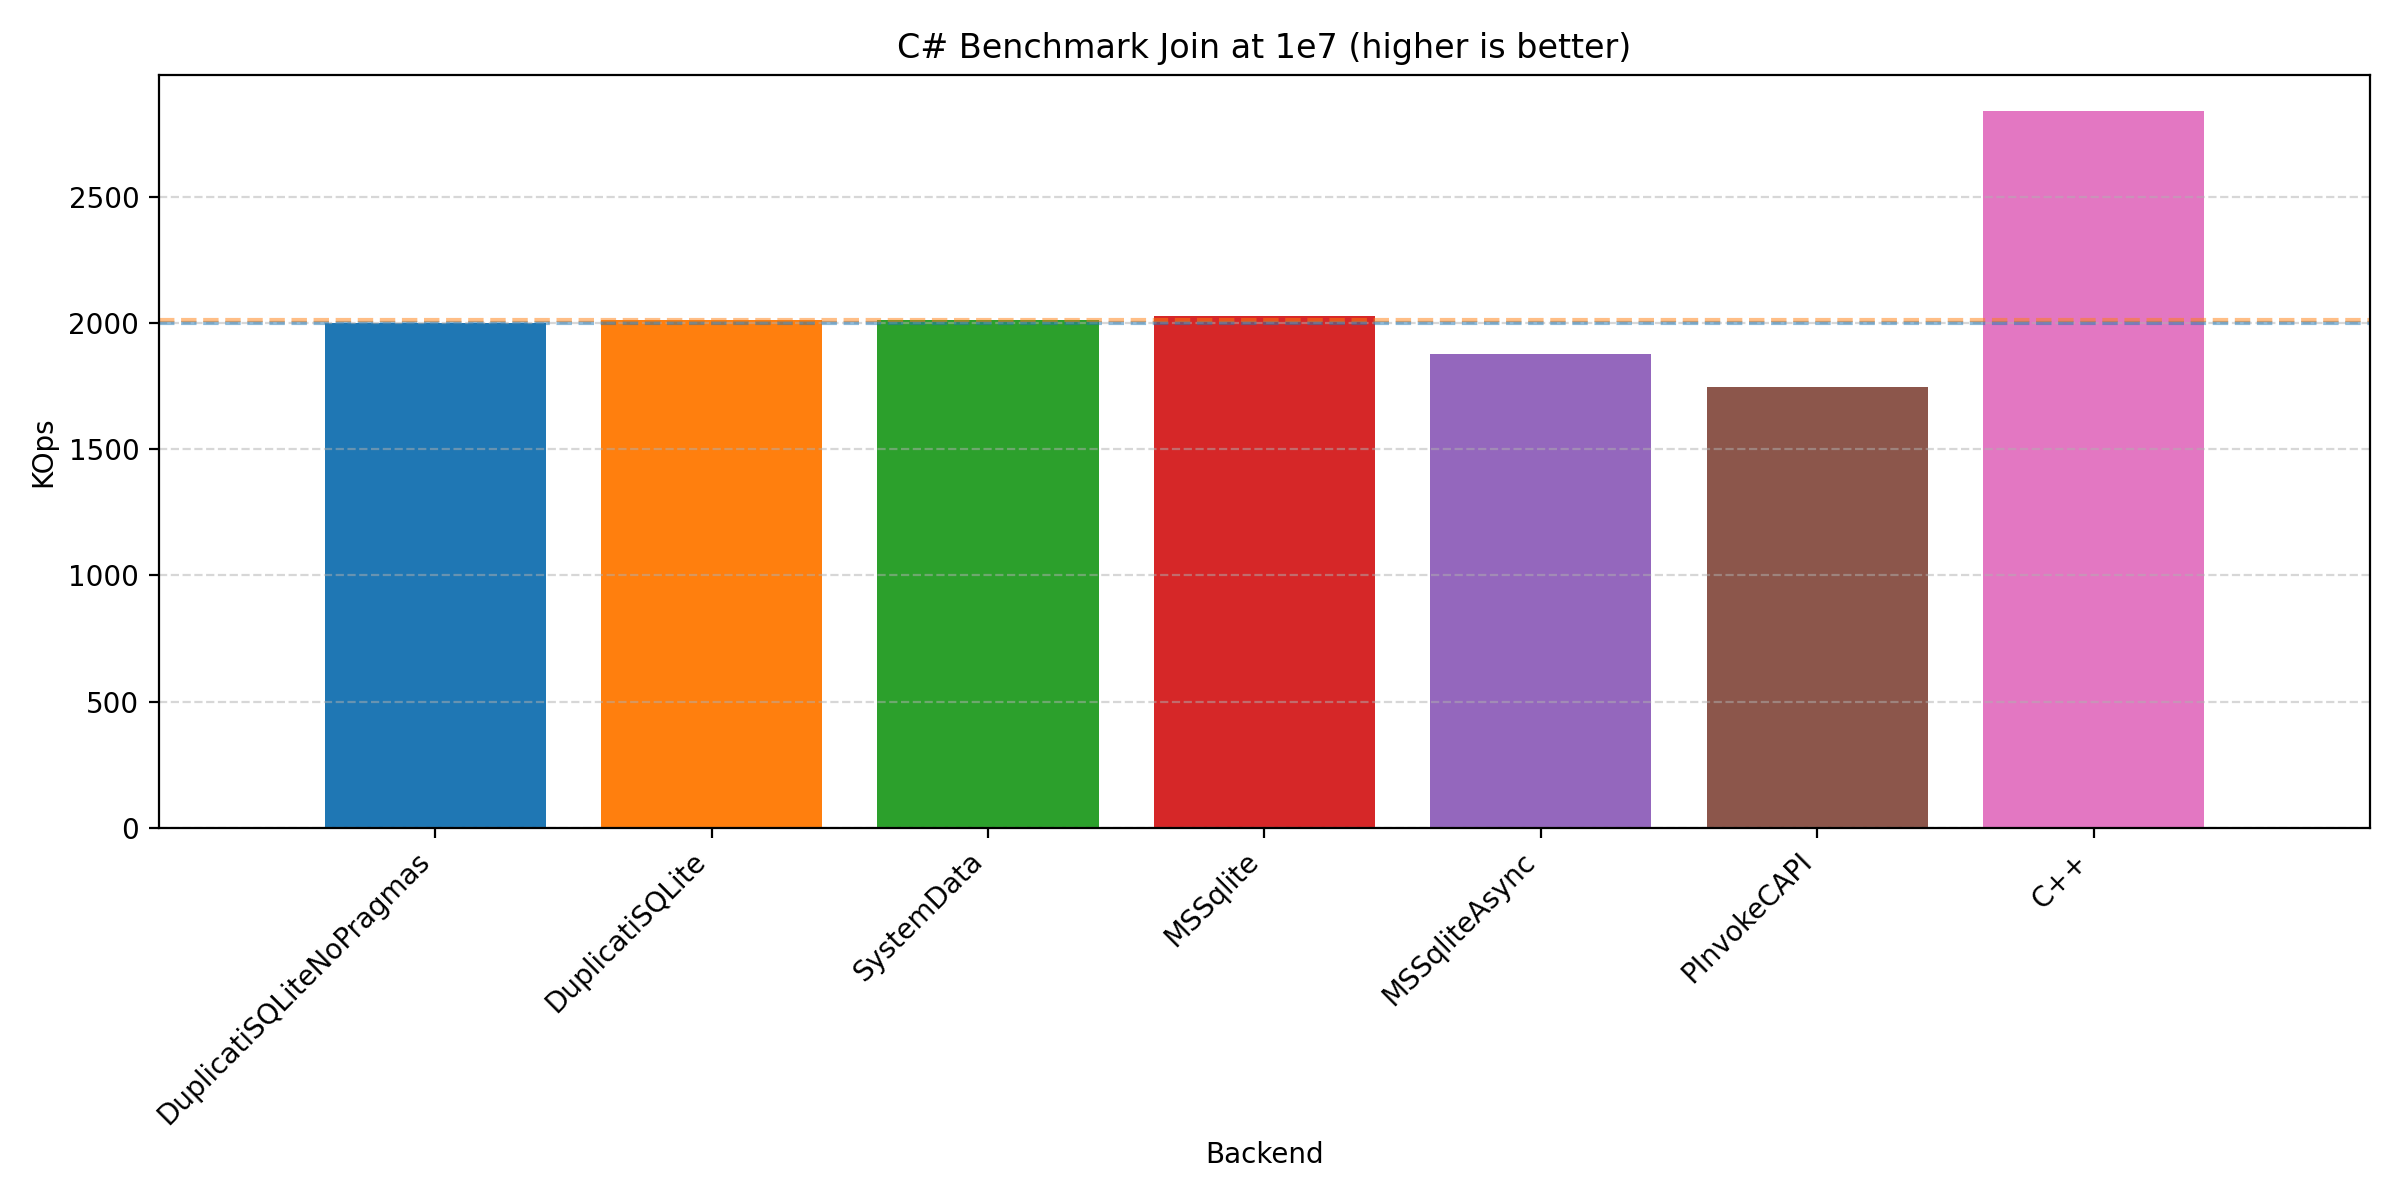 C# Benchmark Join at 1e7 (higher is better)
KOps
2500
2000
1500
1000
500
0
DuplicatiSQLiteNoPragmas
DuplicatiSQLite
SystemData
MSSqlite
MSSqliteAsync
PInvokeCAPI
C++
Backend